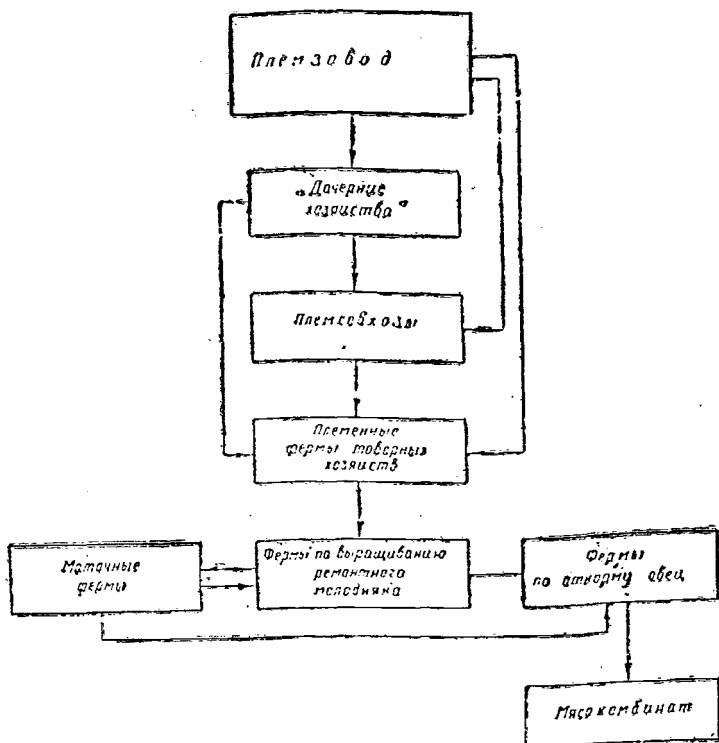 Племзавод
„Дочерние
хозяйства"
Племсовхозы
Племенные
фермы товарных
хозяйств
Маточные
фермы
Фермы по выращиванию
ремонтного
молодняка
Фермы
по откорму овец
Мясокомбинат